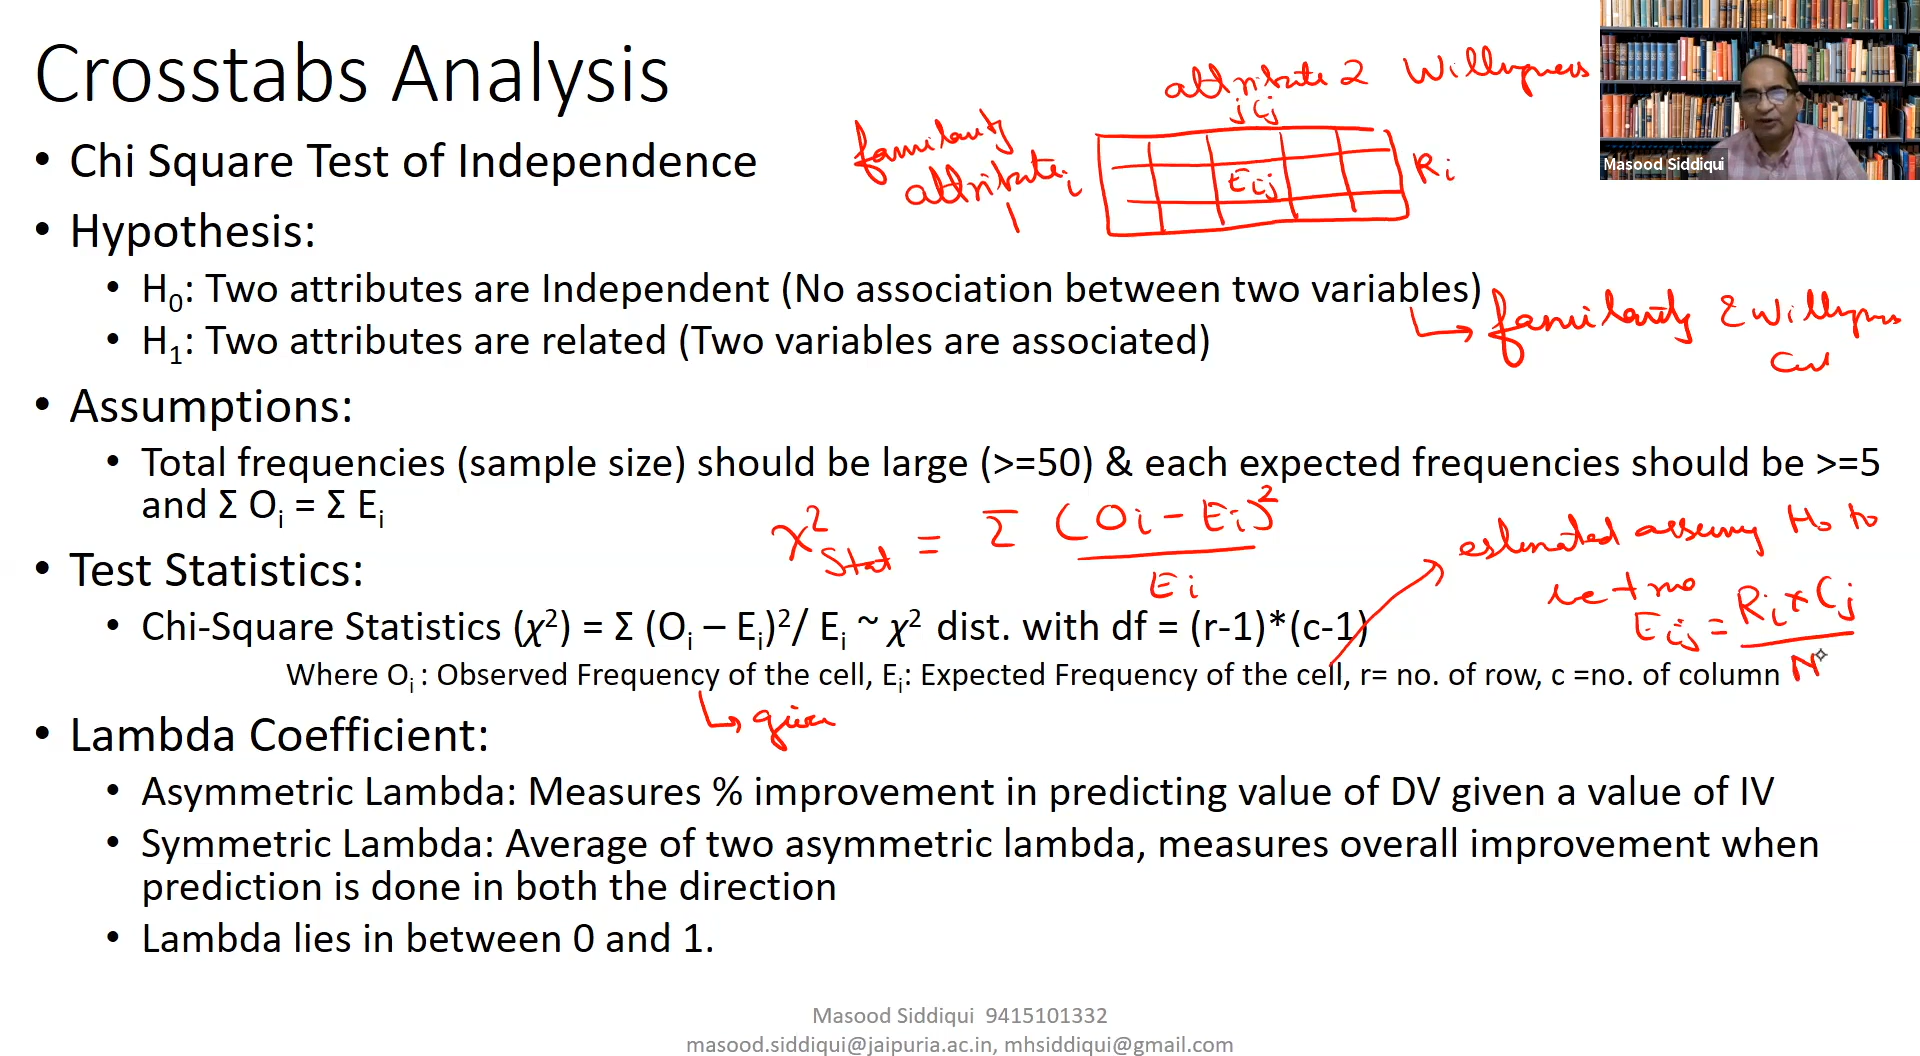 Crosstabs Analysis
attribute 2 Willingness
j Cj
familarity
attribute i
1
Eij
Ri
Masood Siddiqui
• Chi Square Test of Independence
• Hypothesis:
• H0: Two attributes are Independent (No association between two variables)
familarity & Willingness
• H1: Two attributes are related (Two variables are associated)
• Assumptions:
• Total frequencies (sample size) should be large (>=50) & each expected frequencies should be >=5
and Σ Oi = Σ Ei
χ2 Stat = Σ (Oi - Ei)2
Ei
estimated assuming Ho to
Eij = Ri x Cj
N
• Test Statistics:
• Chi-Square Statistics (χ2) = Σ (Oi – Ei)2/ Ei ~ χ2 dist. with df = (r-1)*(c-1)
Where Oi : Observed Frequency of the cell, Ei: Expected Frequency of the cell, r= no. of row, c =no. of column
given
• Lambda Coefficient:
• Asymmetric Lambda: Measures % improvement in predicting value of DV given a value of IV
• Symmetric Lambda: Average of two asymmetric lambda, measures overall improvement when
prediction is done in both the direction
• Lambda lies in between 0 and 1.
Masood Siddiqui 9415101332
masood.siddiqui@jaipuria.ac.in, mhsiddiqui@gmail.com